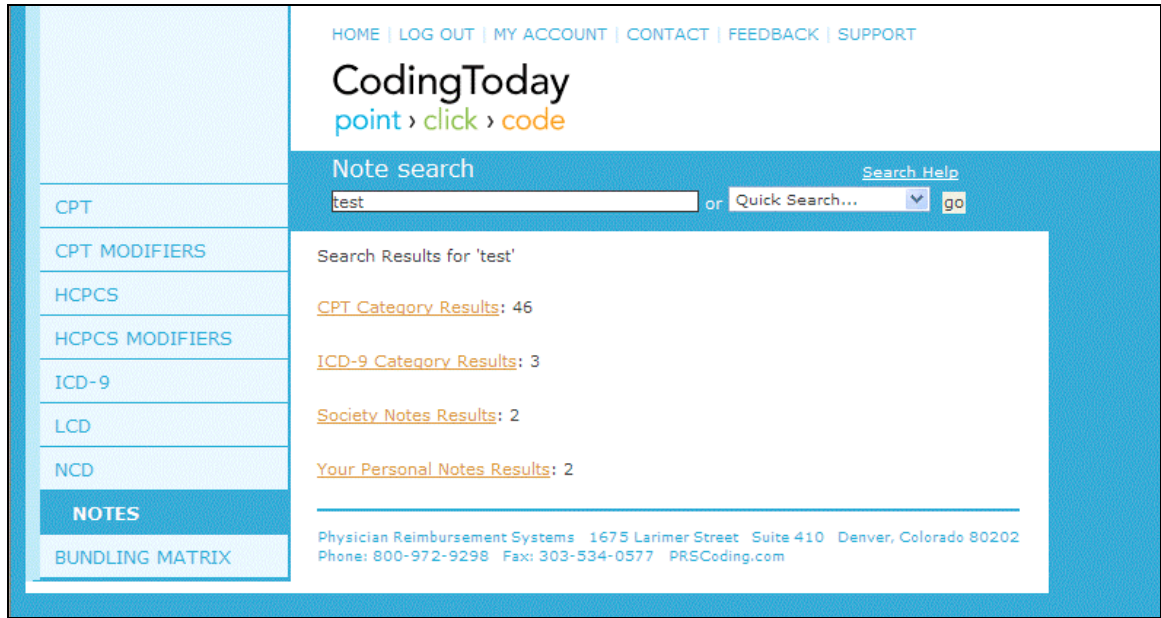 HOME | LOG OUT | MY ACCOUNT | CONTACT | FEEDBACK | SUPPORT
CodingToday
point › click › code
Note search
Search Help
test
or
Quick Search...
go
CPT
CPT MODIFIERS
HCPCS
HCPCS MODIFIERS
ICD-9
LCD
NCD
NOTES
BUNDLING MATRIX
Search Results for 'test'
CPT Category Results: 46
ICD-9 Category Results: 3
Society Notes Results: 2
Your Personal Notes Results: 2
Physician Reimbursement Systems 1675 Larimer Street Suite 410 Denver, Colorado 80202
Phone: 800-972-9298 Fax: 303-534-0577 PRSCoding.com